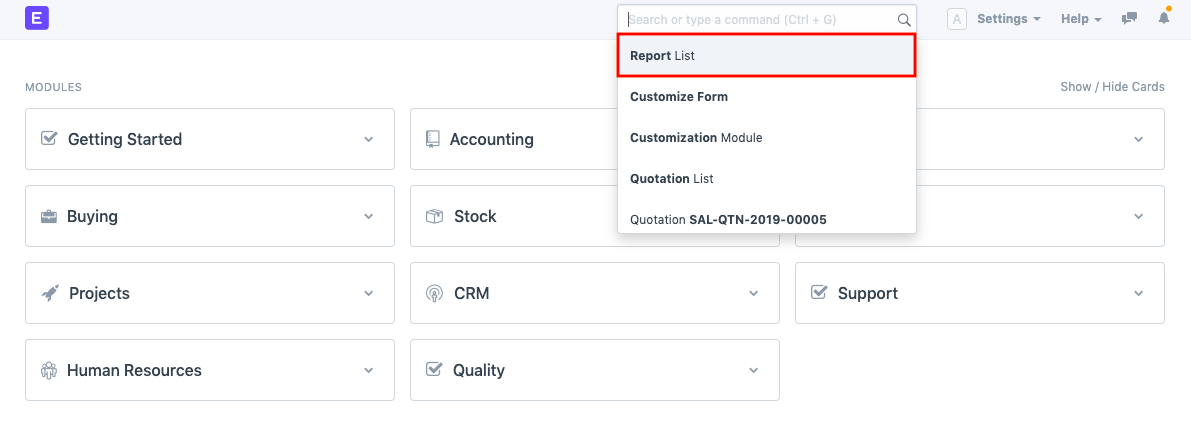 E
Search or type a command (Ctrl + G)
A
Settings
Help
Report List
Customize Form
Customization Module
Quotation List
Quotation SAL-QTN-2019-00005
MODULES
Show / Hide Cards
Getting Started
Accounting
Buying
Stock
Projects
CRM
Support
Human Resources
Quality